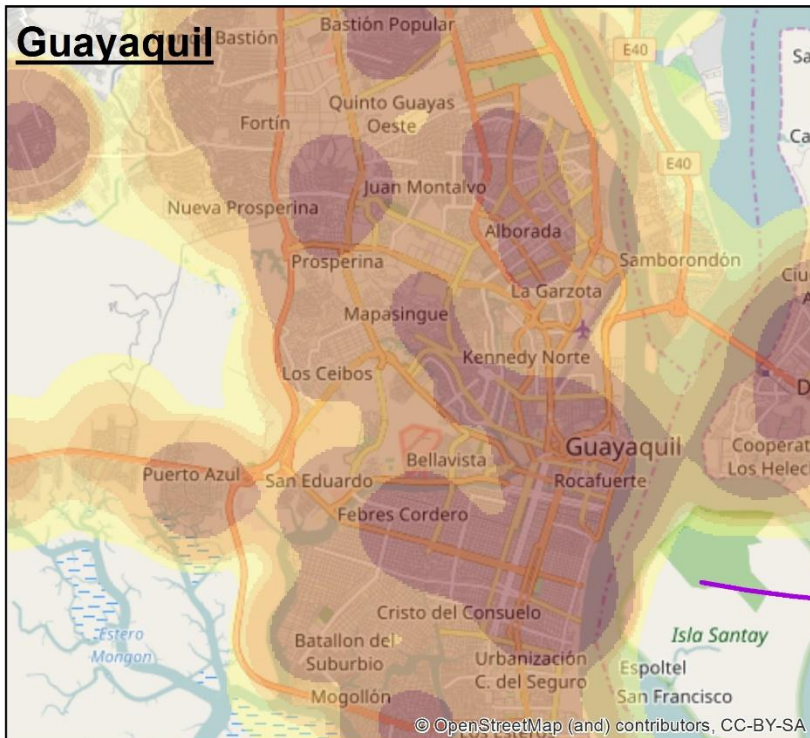 Guayaquil
Bastión Popular
Bastión
E40
Quinto Guayas
Oeste
Fortín
E40
Juan Montalvo
Nueva Prosperina
Alborada
Prosperina
Samborondón
La Garzota
Mapasingue
Kennedy Norte
Los Ceibos
Guayaquil
Bellavista
Puerto Azul
San Eduardo
Rocafuerte
Febres Cordero
Cristo del Consuelo
Estero
Mongon
Batallon del
Suburbio
Isla Santay
Urbanización
C. del Seguro
Espoltel
San Francisco
Mogollón
© OpenStreetMap (and) contributors, CC-BY-SA